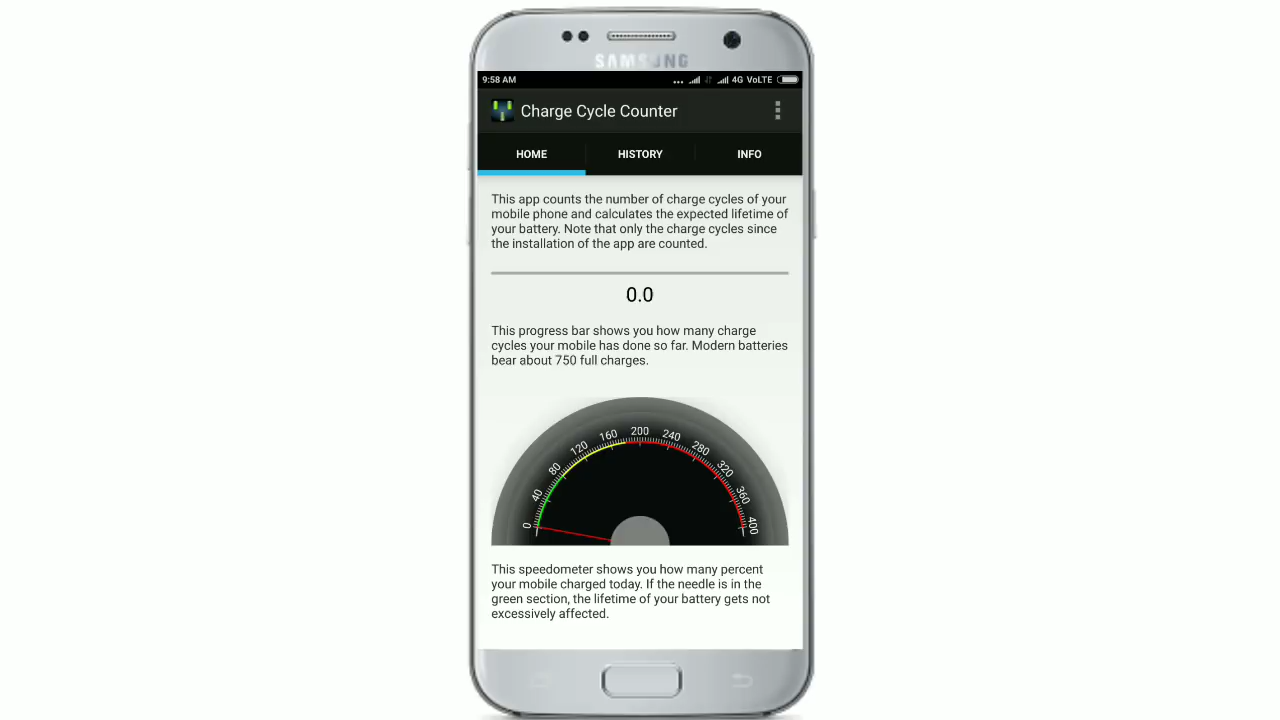 SAMSUNG
9:58 AM
4G VoLTE
Charge Cycle Counter
HOME
HISTORY
INFO
This app counts the number of charge cycles of your
mobile phone and calculates the expected lifetime of
your battery. Note that only the charge cycles since
the installation of the app are counted.
0.0
This progress bar shows you how many charge
cycles your mobile has done so far. Modern batteries
bear about 750 full charges.
0 40 80 120 160 200 240 280 320 360 400
This speedometer shows you how many percent
your mobile charged today. If the needle is in the
green section, the lifetime of your battery gets not
excessively affected.